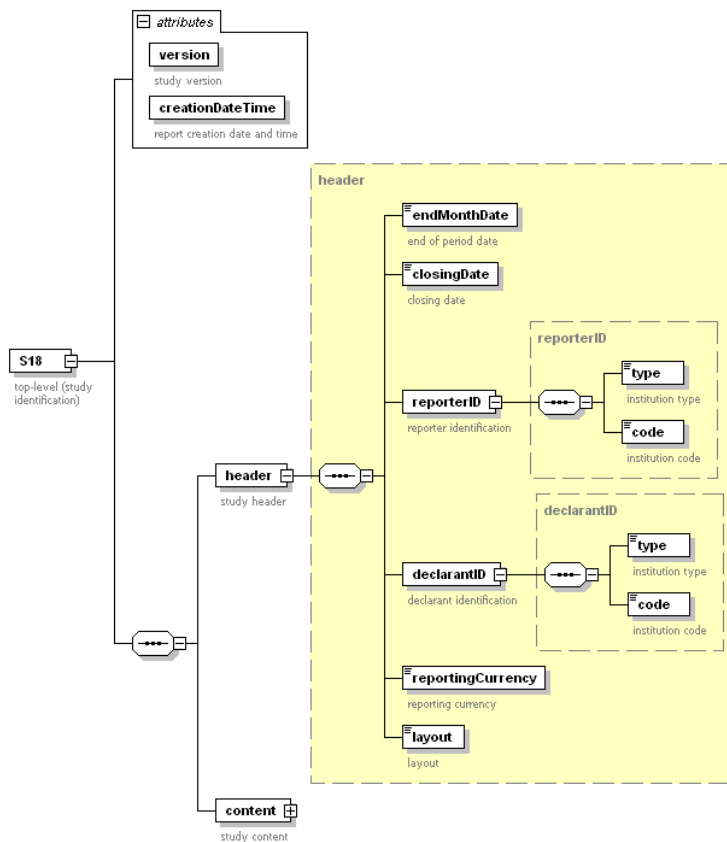 attributes
version
study version
creationDateTime
report creation date and time
header
endMonthDate
end of period date
closingDate
closing date
S18
top-level (study
identification)
reporterID
reporter identification
reporterID
type
institution type
code
institution code
header
study header
declarantID
declarant identification
declarantID
type
institution type
code
institution code
reportingCurrency
reporting currency
layout
layout
content
study content